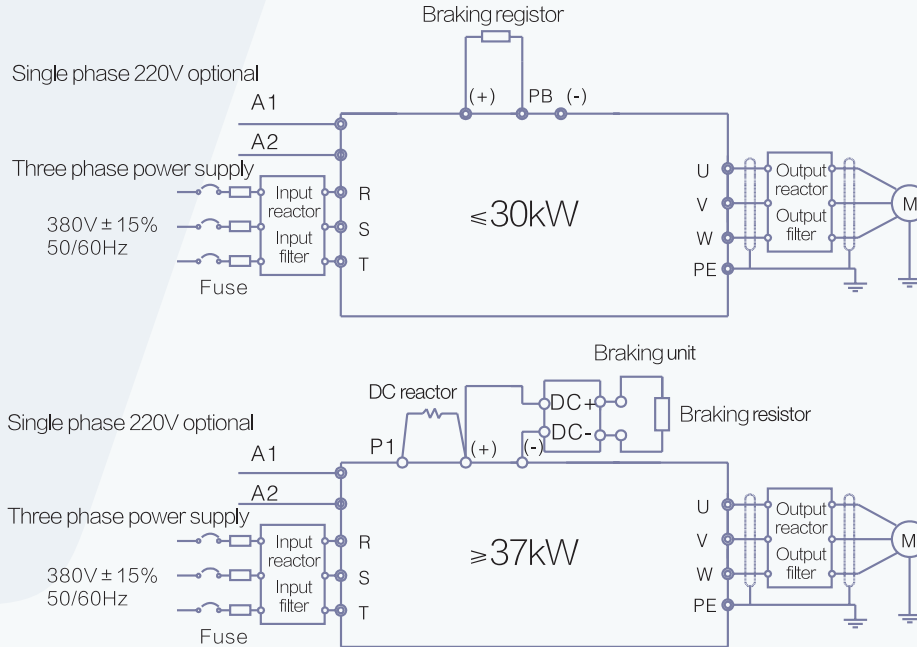 Braking registor
Single phase 220V optional
(+) PB (-)
A1
A2
Three phase power supply
380V±15%
50/60Hz
Fuse
Input
reactor
Input
filter
R
S
T
≤30kW
U
V
W
PE
Output
reactor
Output
filter
M
Braking unit
DC reactor
DC+
DC-
Braking resistor
Single phase 220V optional
P1 (+) (-)
A1
A2
Three phase power supply
380V±15%
50/60Hz
Fuse
Input
reactor
Input
filter
R
S
T
≥37kW
U
V
W
PE
Output
reactor
Output
filter
M